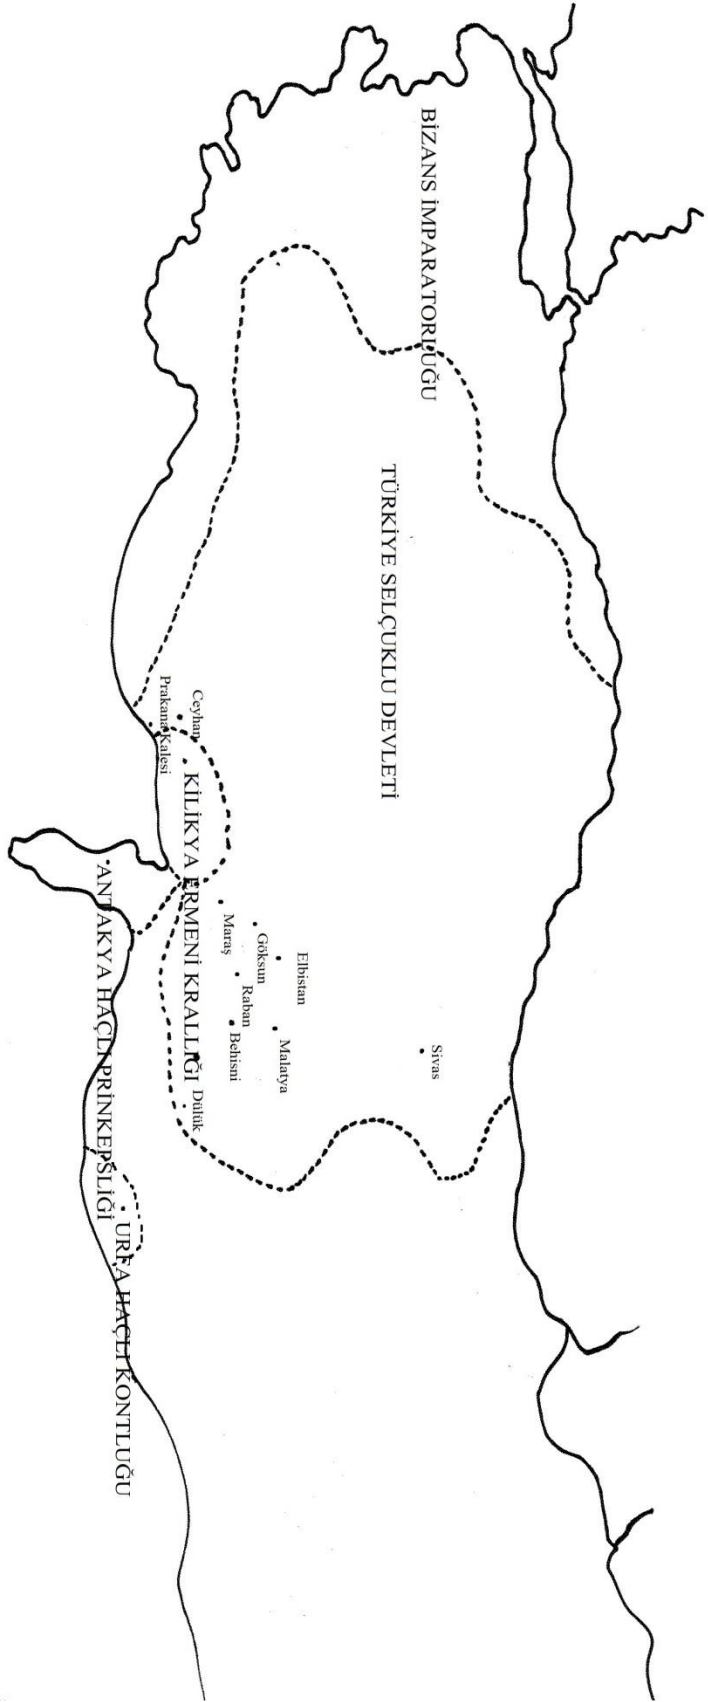 BİZANS İMPARATORLUĞU
TÜRKİYE SELÇUKLU DEVLETİ
Sivas
Elbistan
Malatya
Göksun
Raban
Maraş
Behisni
Ceyhan
KİLİKYA ERMENİ KRALLIĞI
Dülük
Prakana Kalesi
ANTAKYA HAÇLI PRİNKEPSLİĞİ
URFA HAÇLI KONTLUĞU